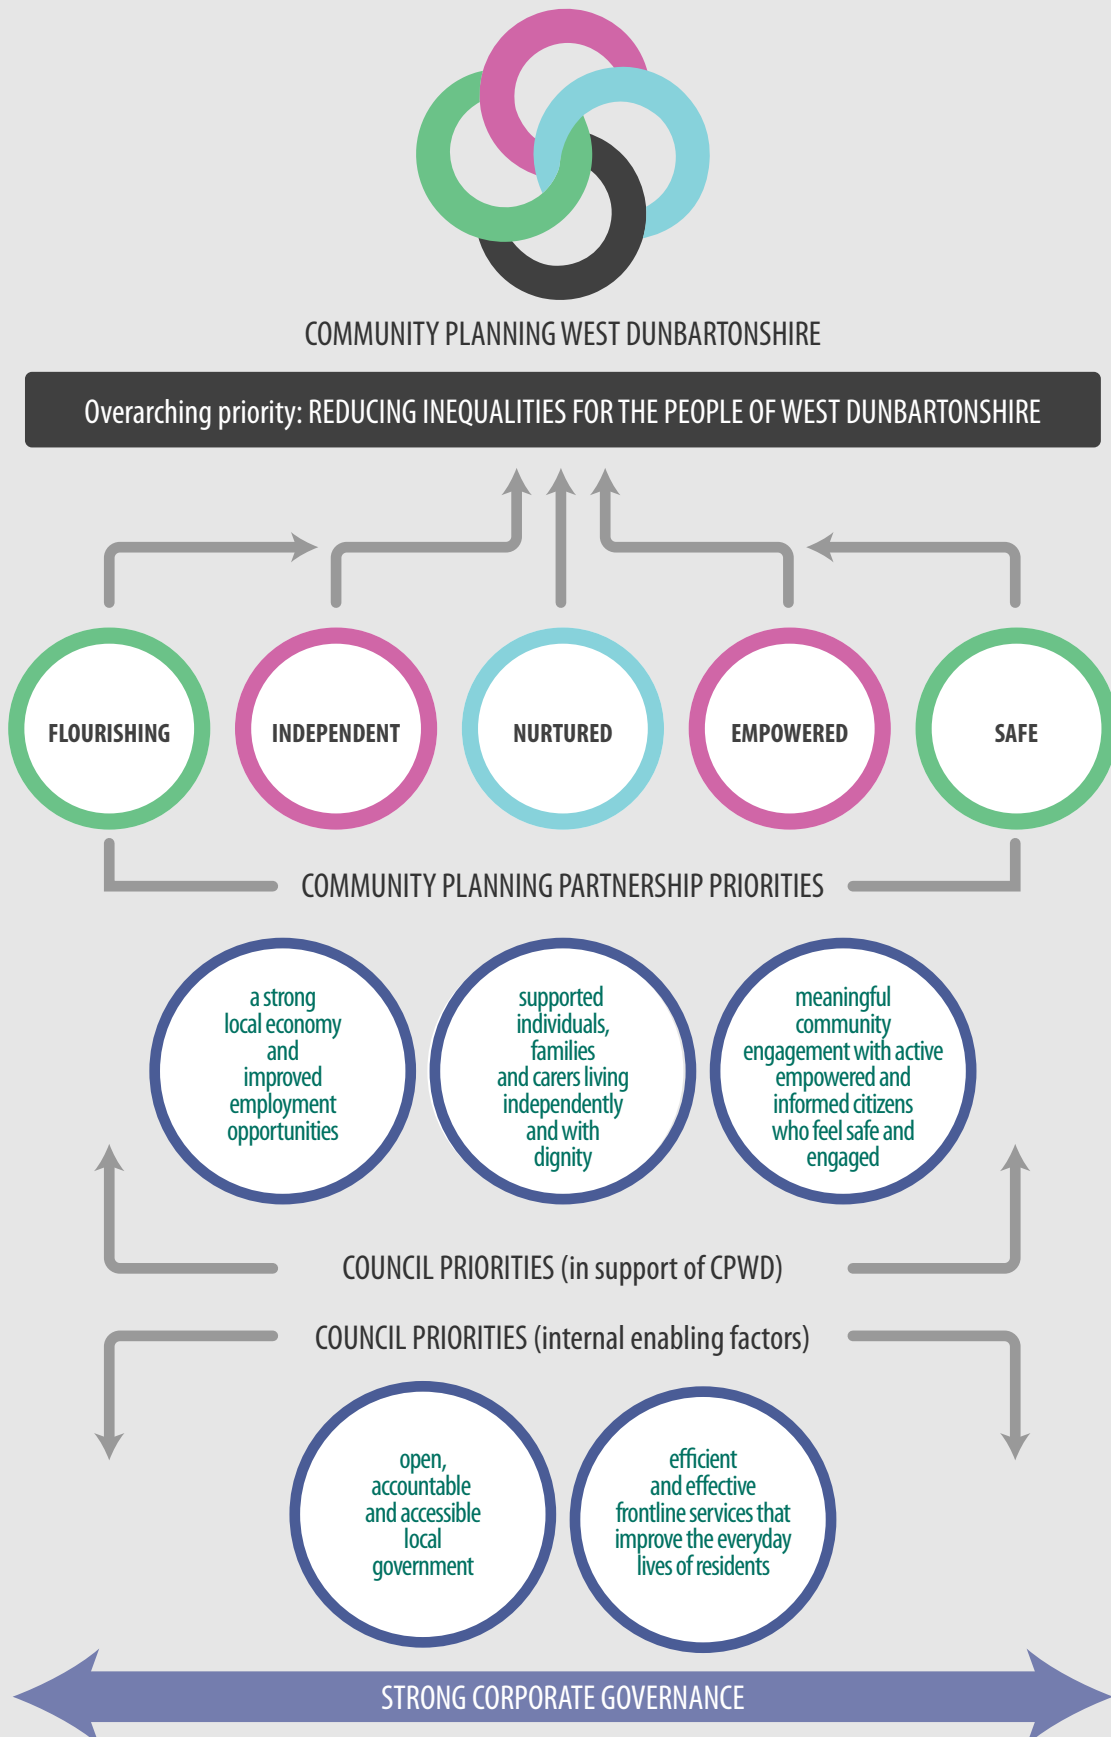 COMMUNITY PLANNING WEST DUNBARTONSHIRE
Overarching priority: REDUCING INEQUALITIES FOR THE PEOPLE OF WEST DUNBARTONSHIRE
FLOURISHING
INDEPENDENT
NURTURED
EMPOWERED
SAFE
COMMUNITY PLANNING PARTNERSHIP PRIORITIES
a strong
local economy
and
improved
employment
opportunities
supported
individuals,
families
and carers living
independently
and with
dignity
meaningful
community
engagement with active
empowered and
informed citizens
who feel safe and
engaged
COUNCIL PRIORITIES (in support of CPWD)
COUNCIL PRIORITIES (internal enabling factors)
open,
accountable
and accessible
local
government
efficient
and effective
frontline services that
improve the everyday
lives of residents
STRONG CORPORATE GOVERNANCE